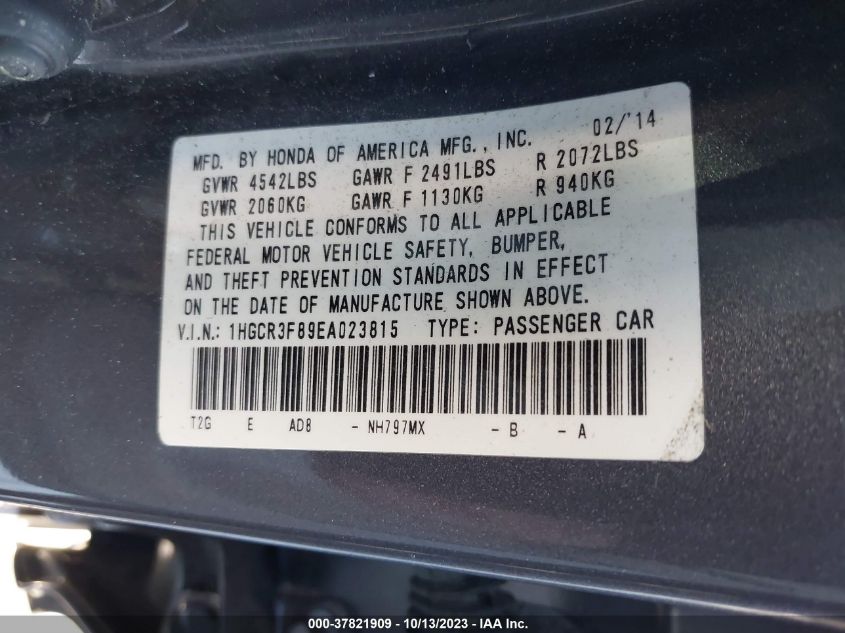 02/'14
MFD. BY HONDA OF AMERICA MFG., INC.
GVWR 4542LBS GAWR F 2491LBS R 2072LBS
GVWR 2060KG GAWR F 1130KG R 940KG
THIS VEHICLE CONFORMS TO ALL APPLICABLE
FEDERAL MOTOR VEHICLE SAFETY, BUMPER,
AND THEFT PREVENTION STANDARDS IN EFFECT
ON THE DATE OF MANUFACTURE SHOWN ABOVE.
V.I.N.: 1HGCR3F89EA023815 TYPE: PASSENGER CAR
T2G E AD8 - NH797MX - B - A
000-37821909 - 10/13/2023 - IAA Inc.